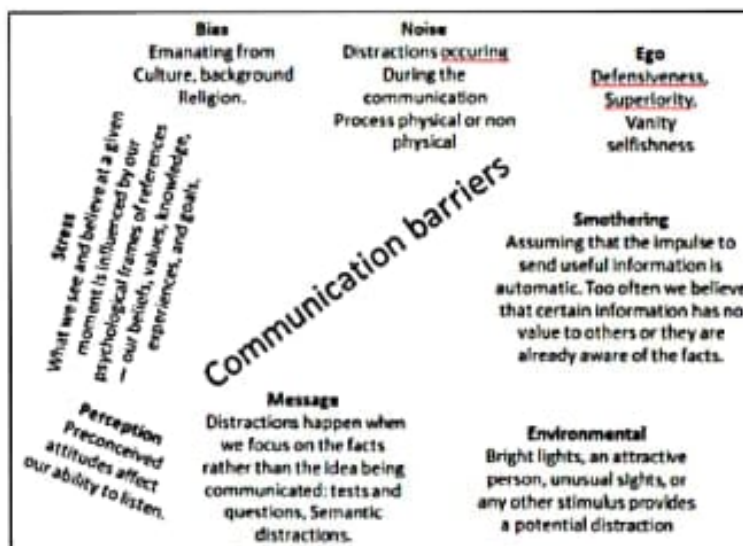 Bias
Emanating from
Culture, background
Religion.
Noise
Distractions occuring
During the
communication
Process physical or non
physical
Ego
Defensiveness,
Superiority,
Vanity
selfishness
Stress
What we see and believe at a given
moment is influenced by our
psychological frames of references
— our beliefs, values, knowledge,
experiences, and goals.
Communication barriers
Smothering
Assuming that the impulse to
send useful information is
automatic. Too often we believe
that certain information has no
value to others or they are
already aware of the facts.
Perception
Preconceived
attitudes affect
our ability to listen.
Message
Distractions happen when
we focus on the facts
rather than the idea being
communicated: tests and
questions, Semantic
distractions.
Environmental
Bright lights, an attractive
person, unusual sights, or
any other stimulus provides
a potential distraction